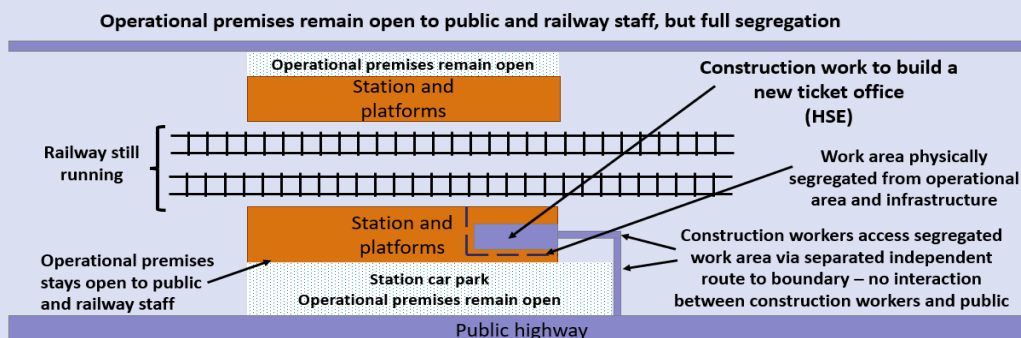 Operational premises remain open to public and railway staff, but full segregation
Operational premises remain open
Station and
platforms
Construction work to build a
new ticket office
(HSE)
Railway still
running
Work area physically
segregated from operational
area and infrastructure
Station and
platforms
Construction workers access segregated
work area via separated independent
route to boundary – no interaction
between construction workers and public
Operational premises
stays open to public
and railway staff
Station car park
Operational premises remain open
Public highway